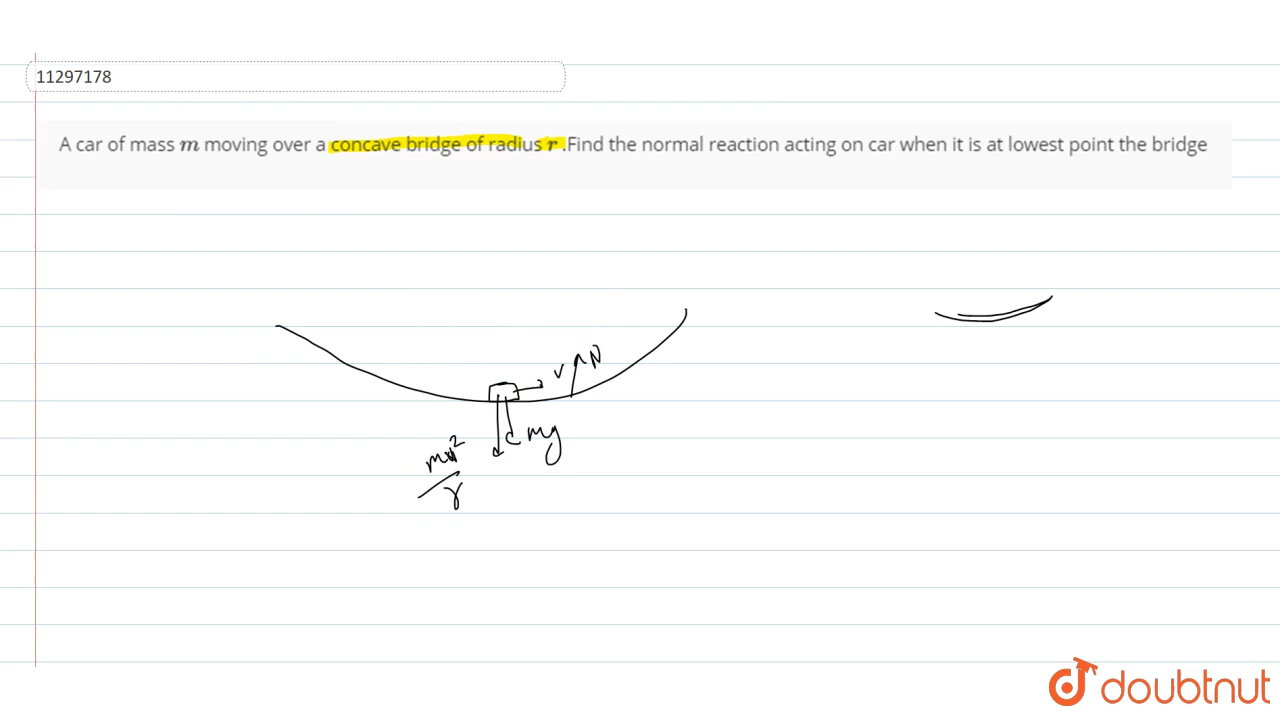 11297178
A car of mass m moving over a concave bridge of radius r .Find the normal reaction acting on car when it is at lowest point the bridge
v N
mg
mv²
r
doubtnut